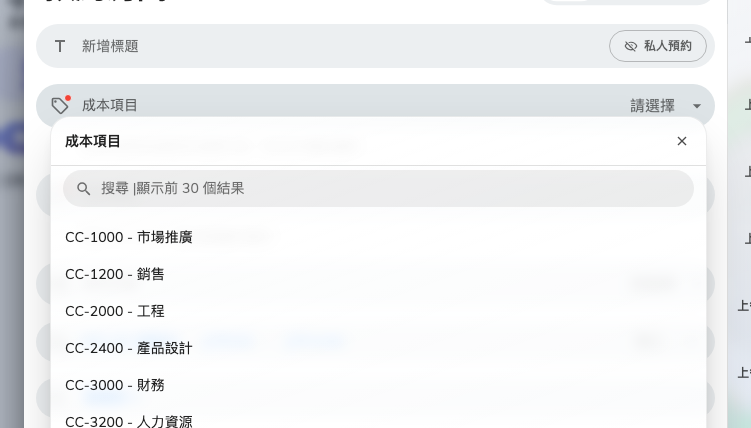 新增標題
私人預約
成本項目
請選擇
成本項目
搜尋 |顯示前 30 個結果
CC-1000 - 市場推廣
CC-1200 - 銷售
CC-2000 - 工程
CC-2400 - 產品設計
CC-3000 - 財務
CC-3200 - 人力資源